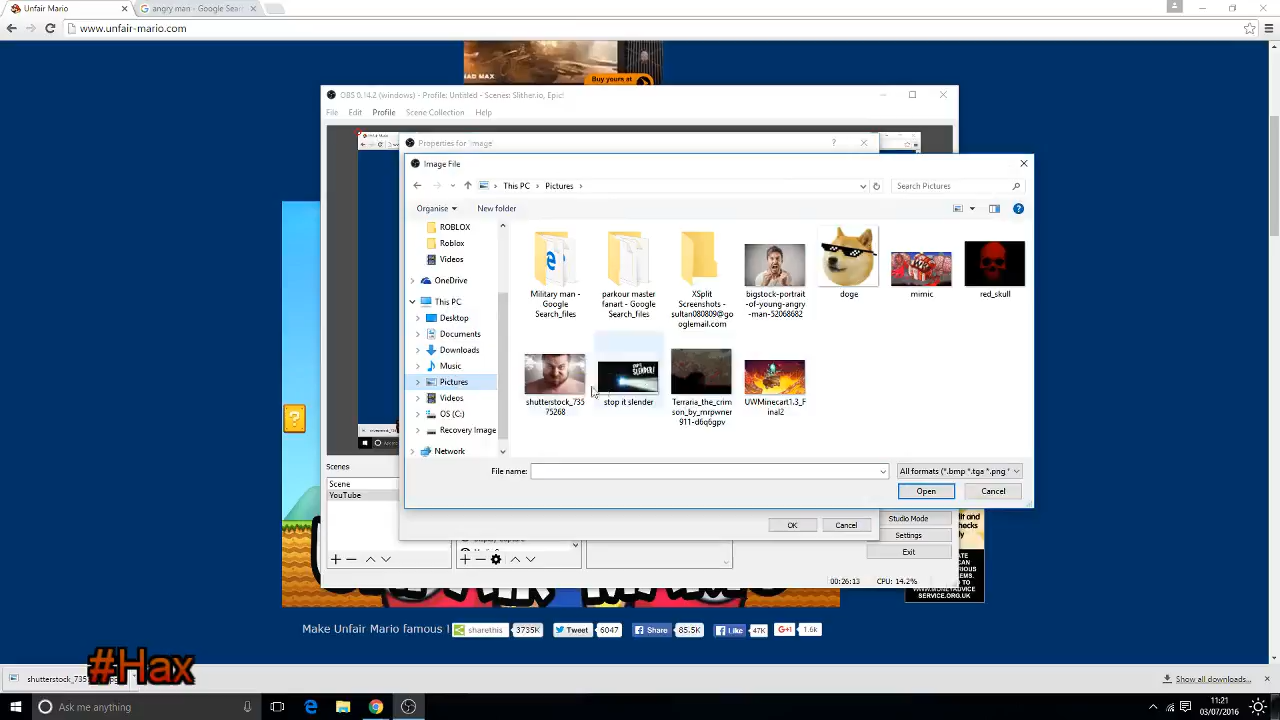 Unfair Mario
angry man - Google Sear
www.unfair-mario.com
AD MAX
Buy yours at
OBS 0.14.2 (windows) - Profile: Untitled - Scenes: Slither.io, Epic!
File Edit Profile Scene Collection Help
Properties for 'Image'
Image File
This PC > Pictures >
Search Pictures
Organise
New folder
ROBLOX
Roblox
Videos
OneDrive
This PC
Desktop
Documents
Downloads
Music
Pictures
Videos
OS (C:)
Recovery Image
Network
Military man - Google Search_files
parkour master fanart - Google Search_files
XSplit Screenshots - sultan080809@googlemail.com
bigstock-portrait-of-young-angry-man-52068682
doge
mimic
red_skull
shutterstock_73575268
stop it slender
Terraria_the_crimson_by_mrpwner911-d6q6gpv
UWMinecart1.3_Final2
File name:
All formats (*.bmp *.tga *.png *
Open
Cancel
OK
Cancel
Scenes
Scene
YouTube
Studio Mode
Settings
Exit
00:26:13
CPU: 14.2%
Make Unfair Mario famous !
sharethis
3735K
Tweet
6047
Share
85.5K
Like
47K
+1
1.6k
SERVICE.ORG.UK
#Hax
shutterstock_735
Show all downloads...
Ask me anything
11:21
03/07/2016